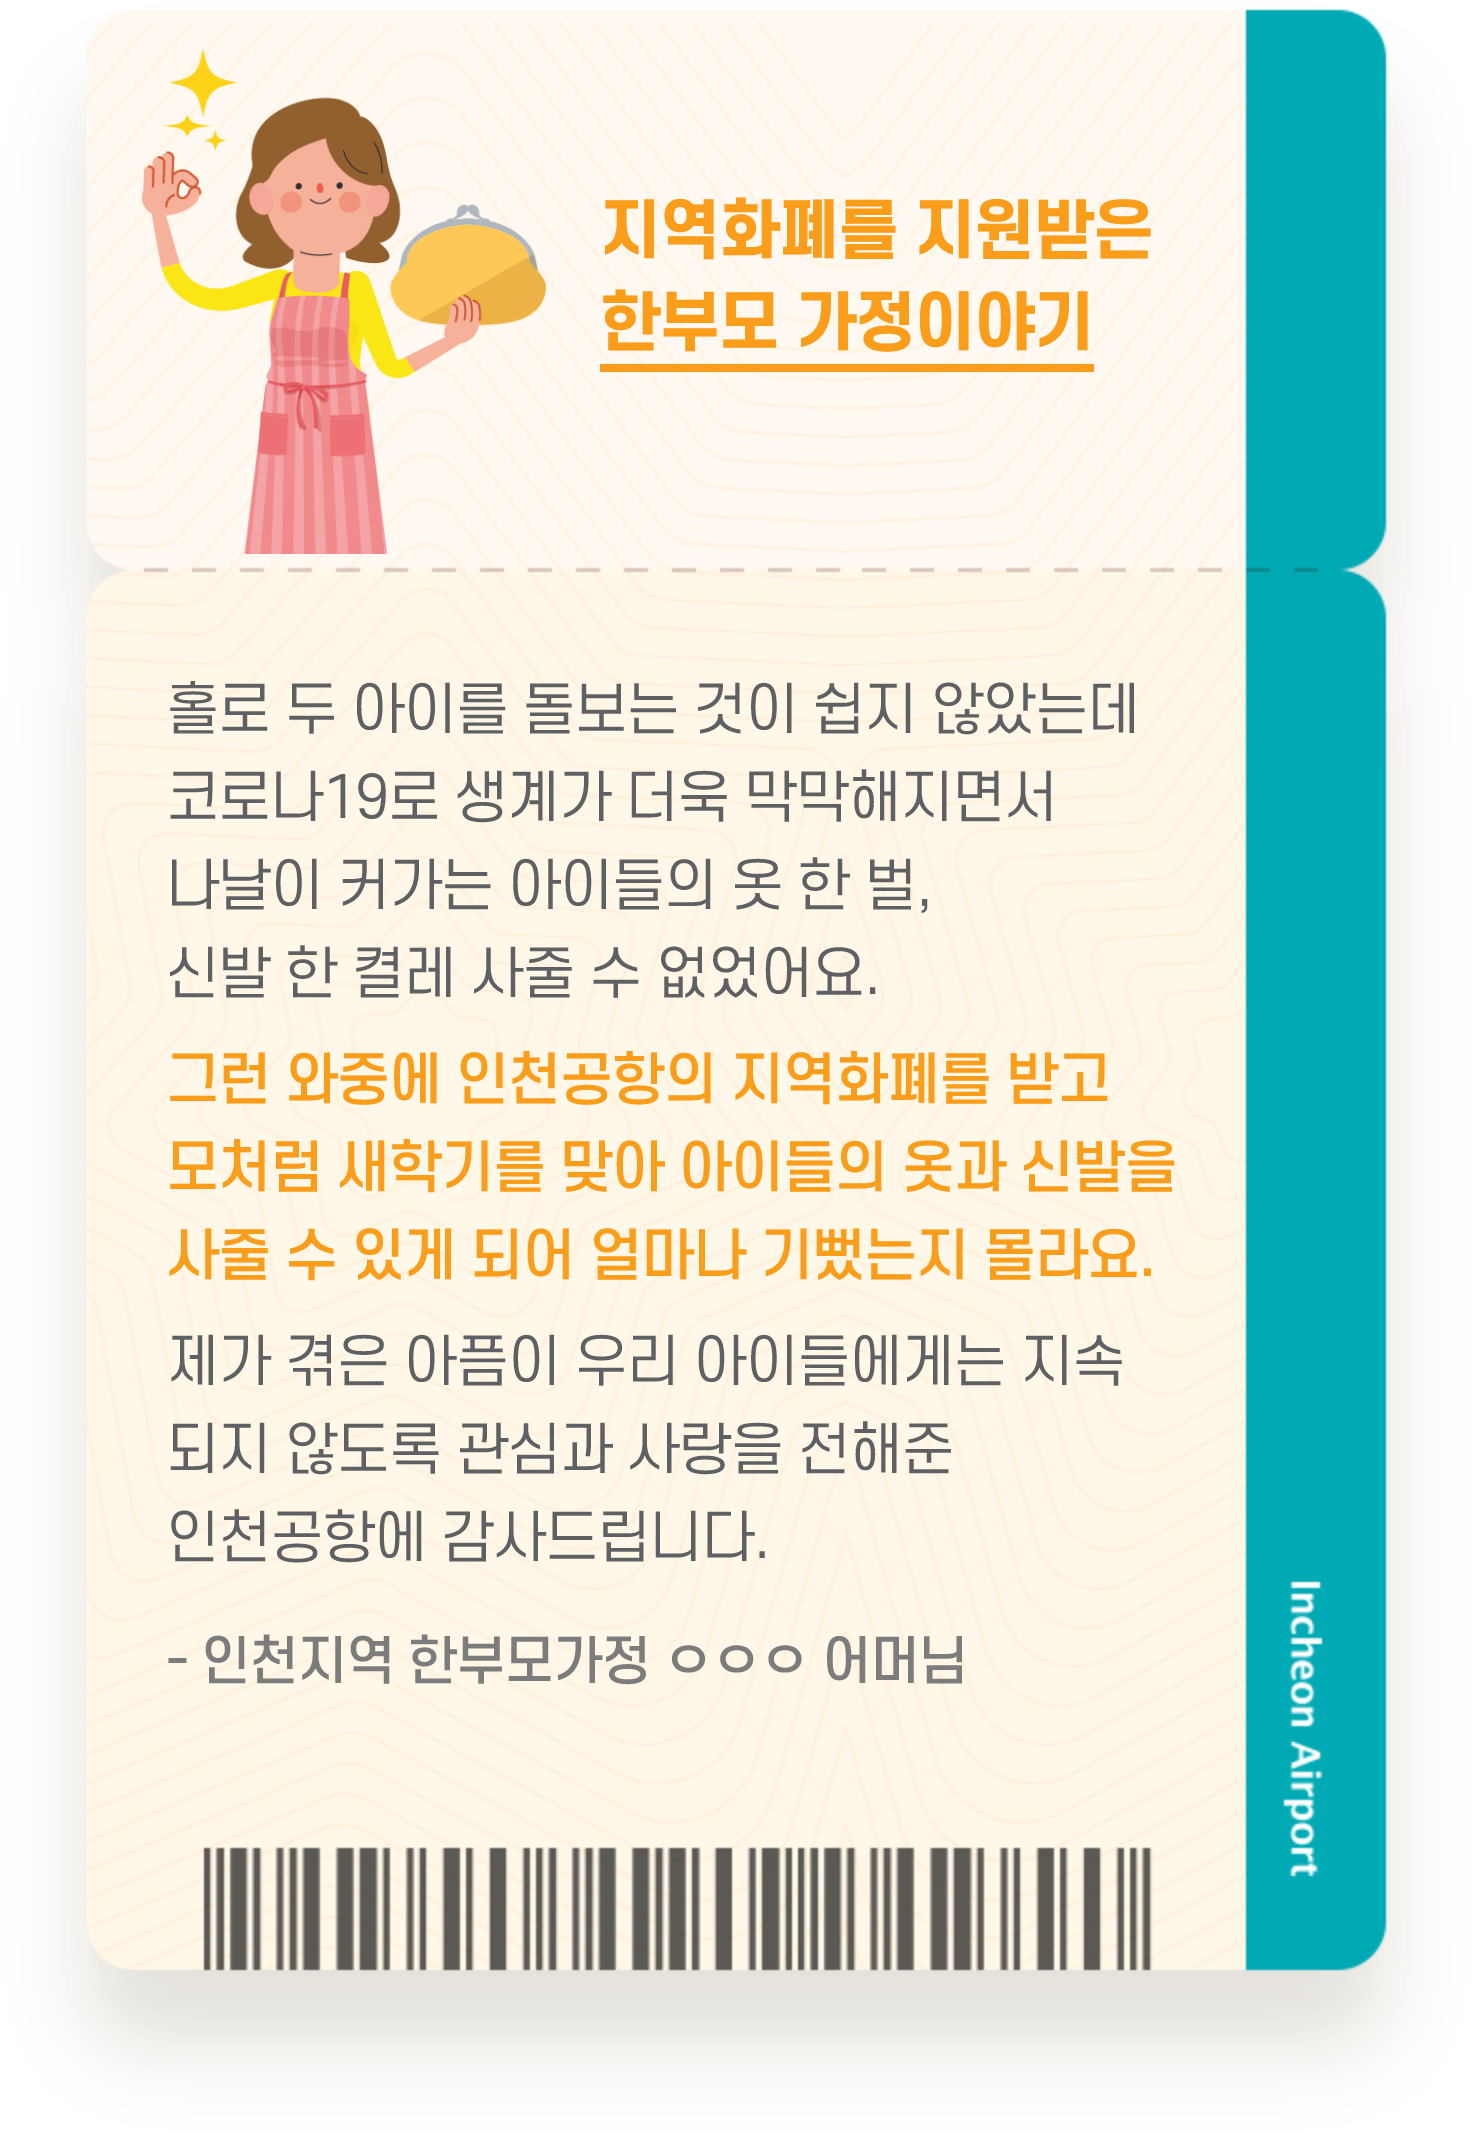 지역화폐를 지원받은
한부모 가정이야기
홀로 두 아이를 돌보는 것이 쉽지 않았는데
코로나19로 생계가 더욱 막막해지면서
나날이 커가는 아이들의 옷 한 벌,
신발 한 켤레 사줄 수 없었어요.
그런 와중에 인천공항의 지역화폐를 받고
모처럼 새학기를 맞아 아이들의 옷과 신발을
사줄 수 있게 되어 얼마나 기뻤는지 몰라요.
제가 겪은 아픔이 우리 아이들에게는 지속
되지 않도록 관심과 사랑을 전해준
인천공항에 감사드립니다.
- 인천지역 한부모가정 ㅇㅇㅇ 어머님
Incheon Airport